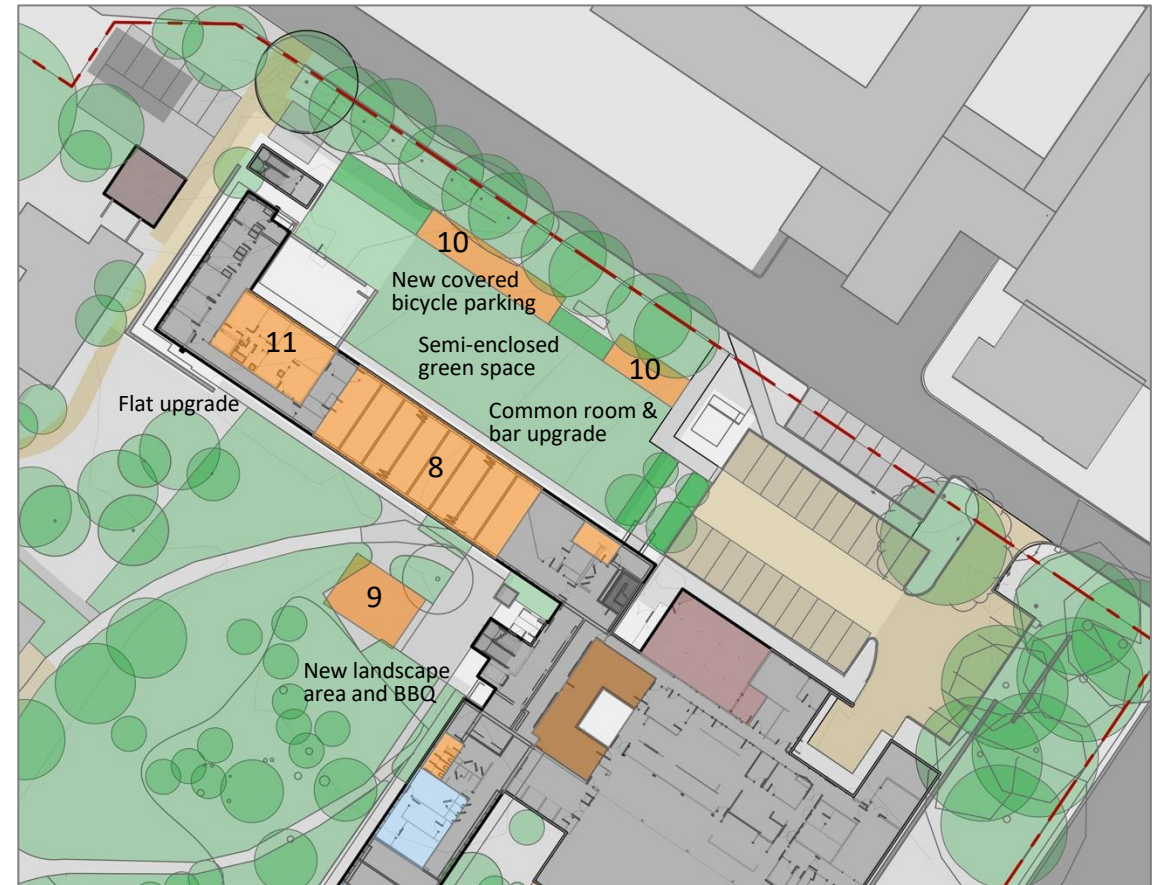 10
New covered
bicycle parking
Semi-enclosed
green space
10
11
Common room &
bar upgrade
Flat upgrade
8
9
New landscape
area and BBQ